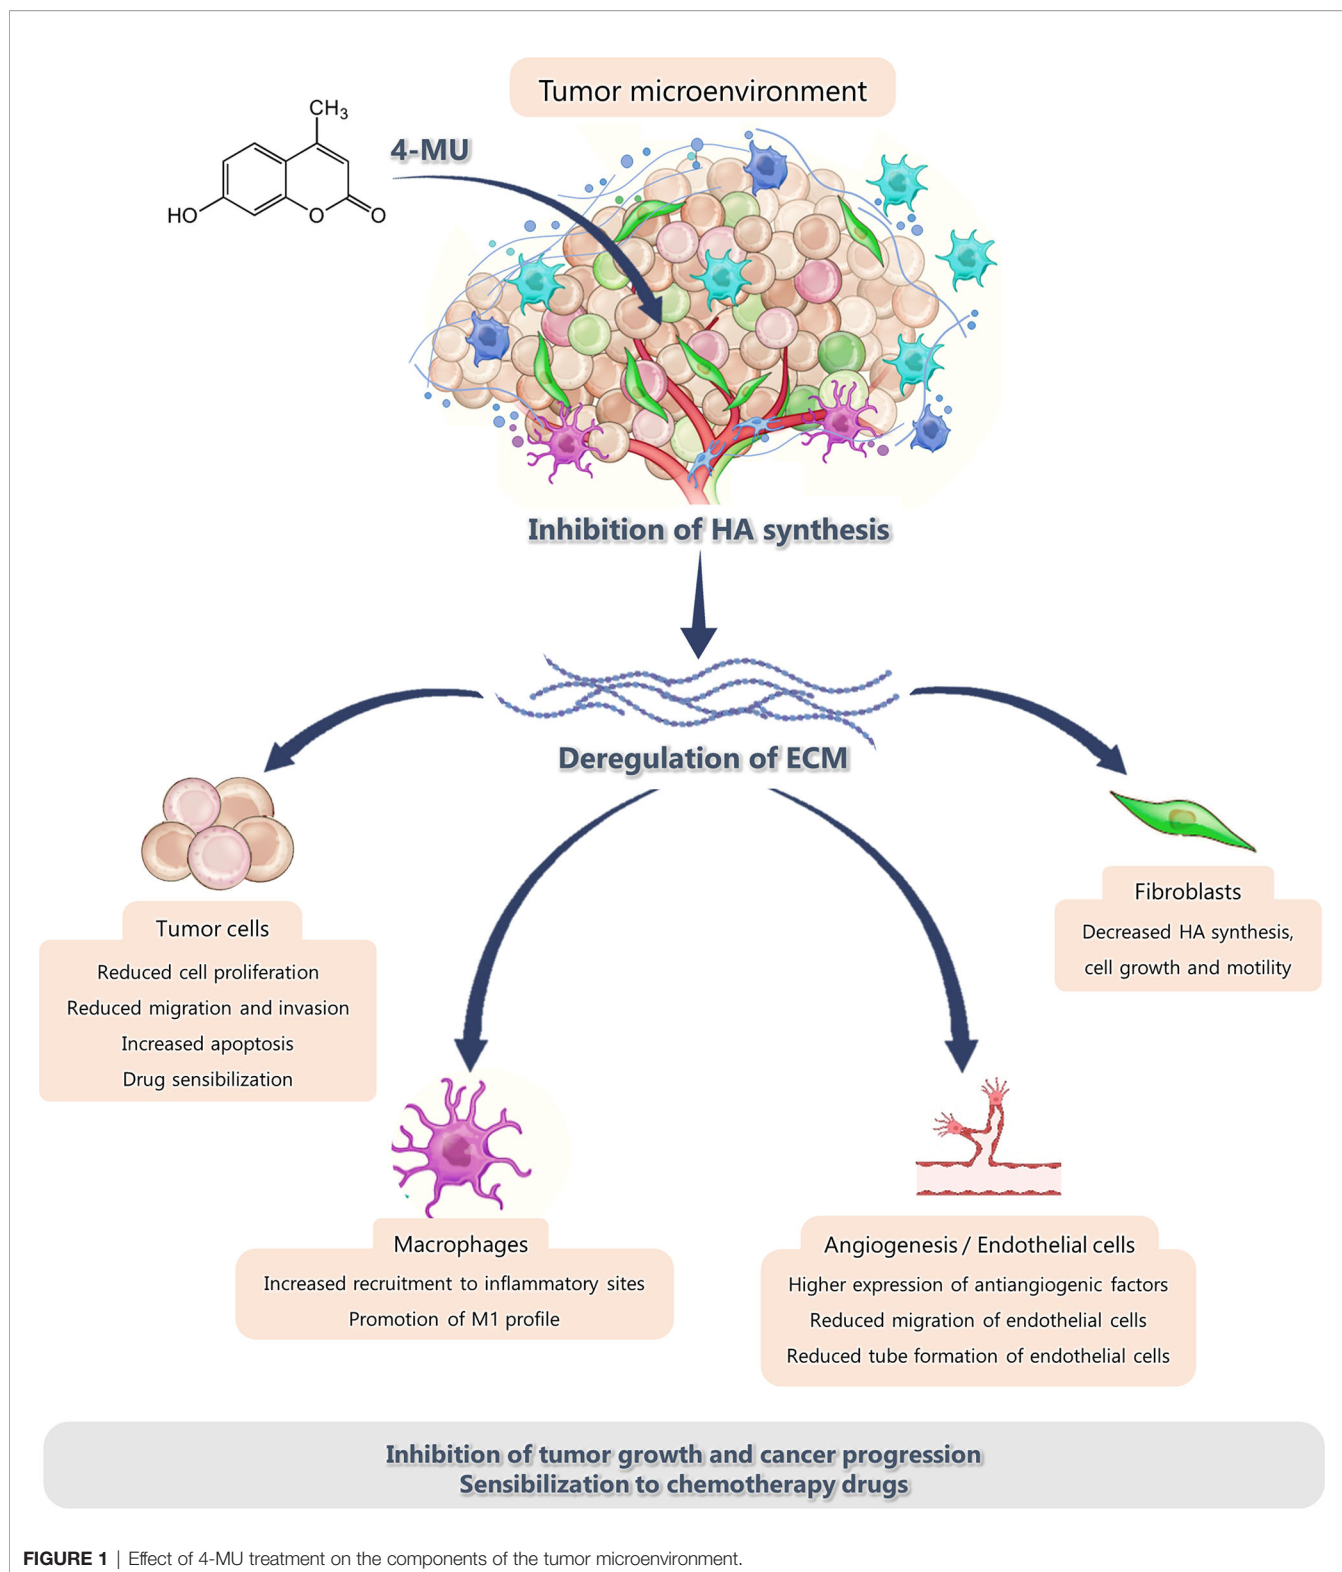 Tumor microenvironment
CH3
4-MU
HO
O
O
Inhibition of HA synthesis
Deregulation of ECM
Tumor cells
Reduced cell proliferation
Reduced migration and invasion
Increased apoptosis
Drug sensibilization
Fibroblasts
Decreased HA synthesis,
cell growth and motility
Macrophages
Increased recruitment to inflammatory sites
Promotion of M1 profile
Angiogenesis / Endothelial cells
Higher expression of antiangiogenic factors
Reduced migration of endothelial cells
Reduced tube formation of endothelial cells
Inhibition of tumor growth and cancer progression
Sensibilization to chemotherapy drugs
FIGURE 1 | Effect of 4-MU treatment on the components of the tumor microenvironment.